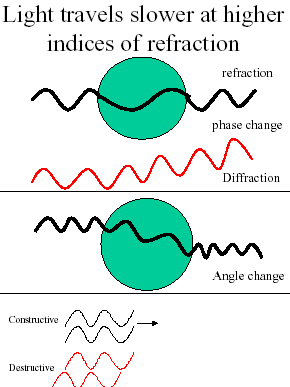 Light travels slower at higher
indices of refraction
refraction
phase change
Diffraction
Angle change
Constructive
Destructive